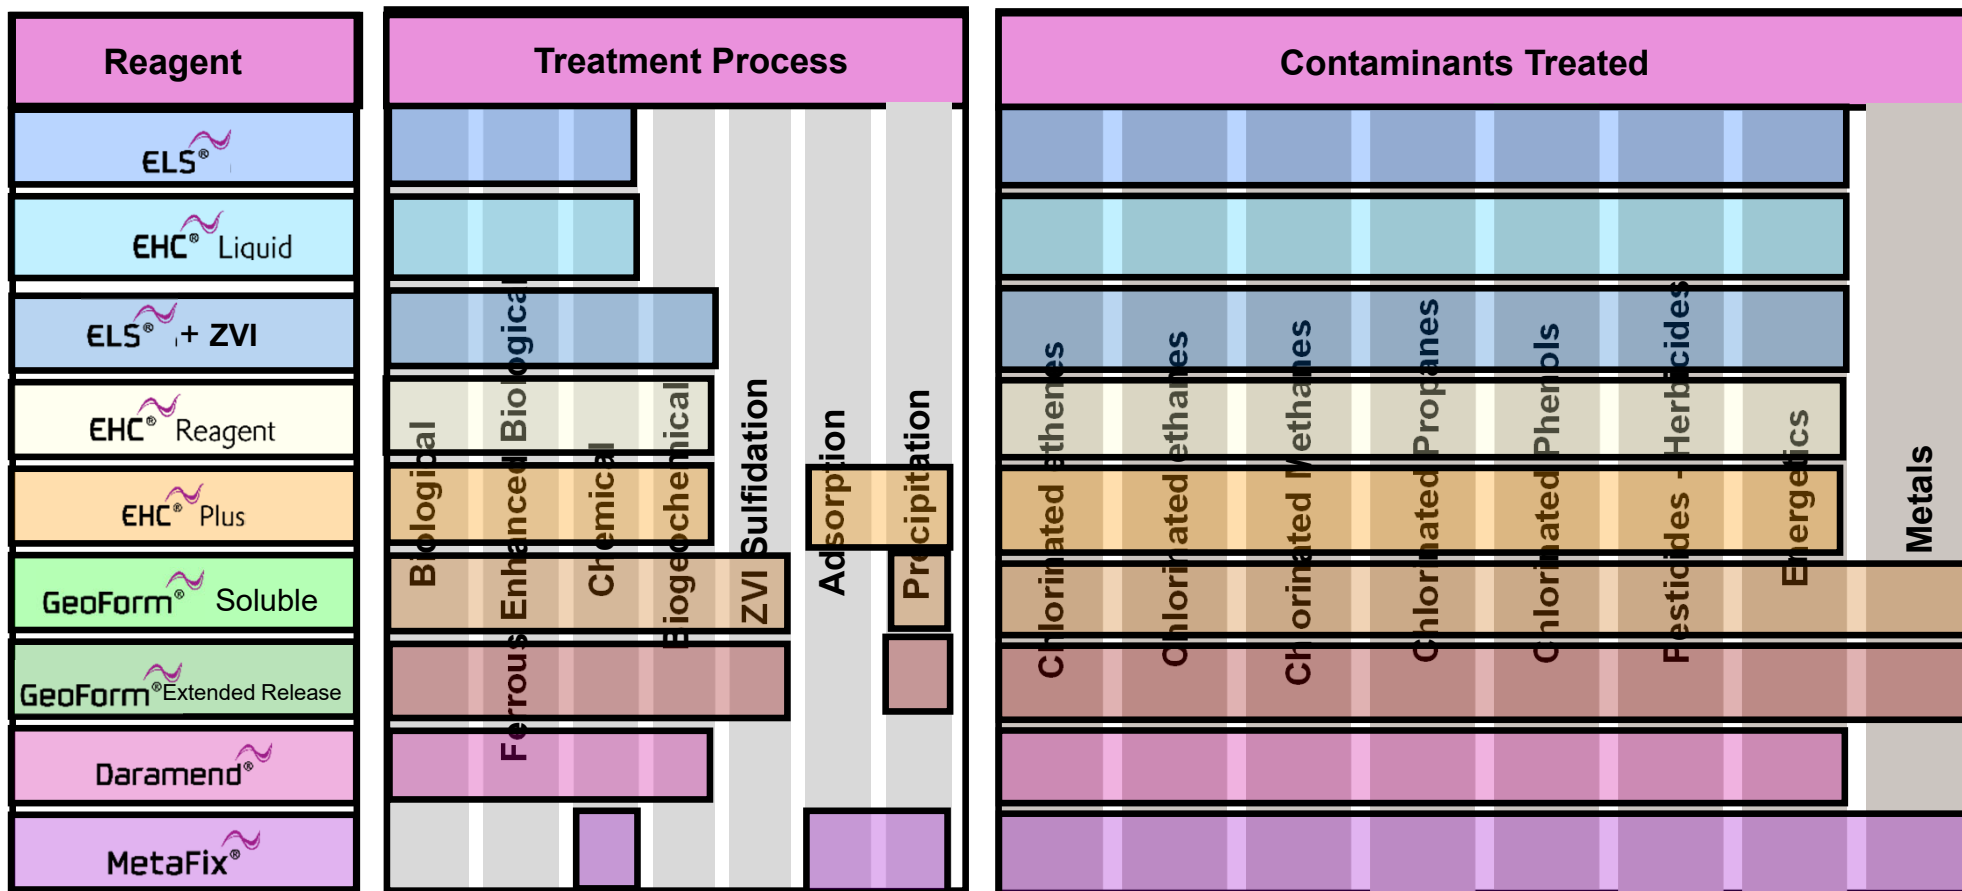 Reagent
Treatment Process
Contaminants Treated
ELS®
EHC® Liquid
ELS® + ZVI
EHC® Reagent
EHC® Plus
GeoForm® Soluble
GeoForm® Extended Release
Daramend®
MetaFix®
Biological
Ferrous Enhanced Biological
Chemical
Biogeochemical
ZVI Sulfidation
Adsorption
Precipitation
Chlorinated ethenes
Chlorinated ethanes
Chlorinated Methanes
Chlorinated Propanes
Chlorinated Phenols
Pesticides - Herbicides
Energetics
Metals